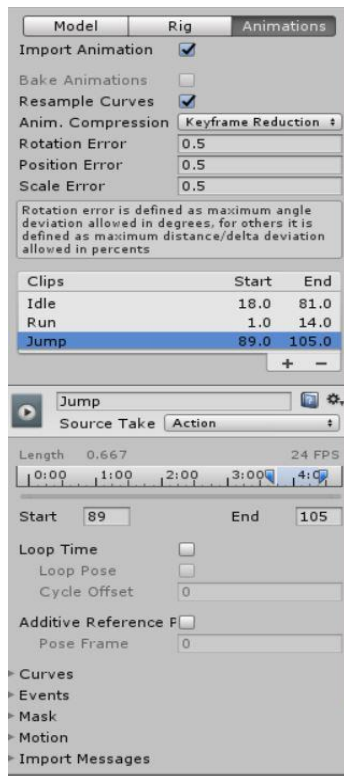 Model Rig Animations
Import Animation
Bake Animations
Resample Curves
Anim. Compression Keyframe Reduction
Rotation Error 0.5
Position Error 0.5
Scale Error 0.5
Rotation error is defined as maximum angle
deviation allowed in degrees, for others it is
defined as maximum distance/delta deviation
allowed in percents
Clips Start End
Idle 18.0 81.0
Run 1.0 14.0
Jump 89.0 105.0
+ −
Jump
Source Take Action
Length 0.667 24 FPS
0:00 1:00 2:00 3:00 4:0
Start 89 End 105
Loop Time
Loop Pose
Cycle Offset 0
Additive Reference P
Pose Frame 0
Curves
Events
Mask
Motion
Import Messages